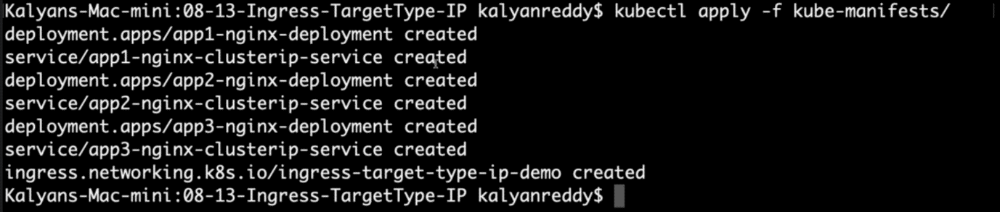 Kalyans-Mac-mini:08-13-Ingress-TargetType-IP kalyanreddy$ kubectl apply -f kube-manifests/
deployment.apps/app1-nginx-deployment created
service/app1-nginx-clusterip-service created
deployment.apps/app2-nginx-deployment created
service/app2-nginx-clusterip-service created
deployment.apps/app3-nginx-deployment created
service/app3-nginx-clusterip-service created
ingress.networking.k8s.io/ingress-target-type-ip-demo created
Kalyans-Mac-mini:08-13-Ingress-TargetType-IP kalyanreddy$